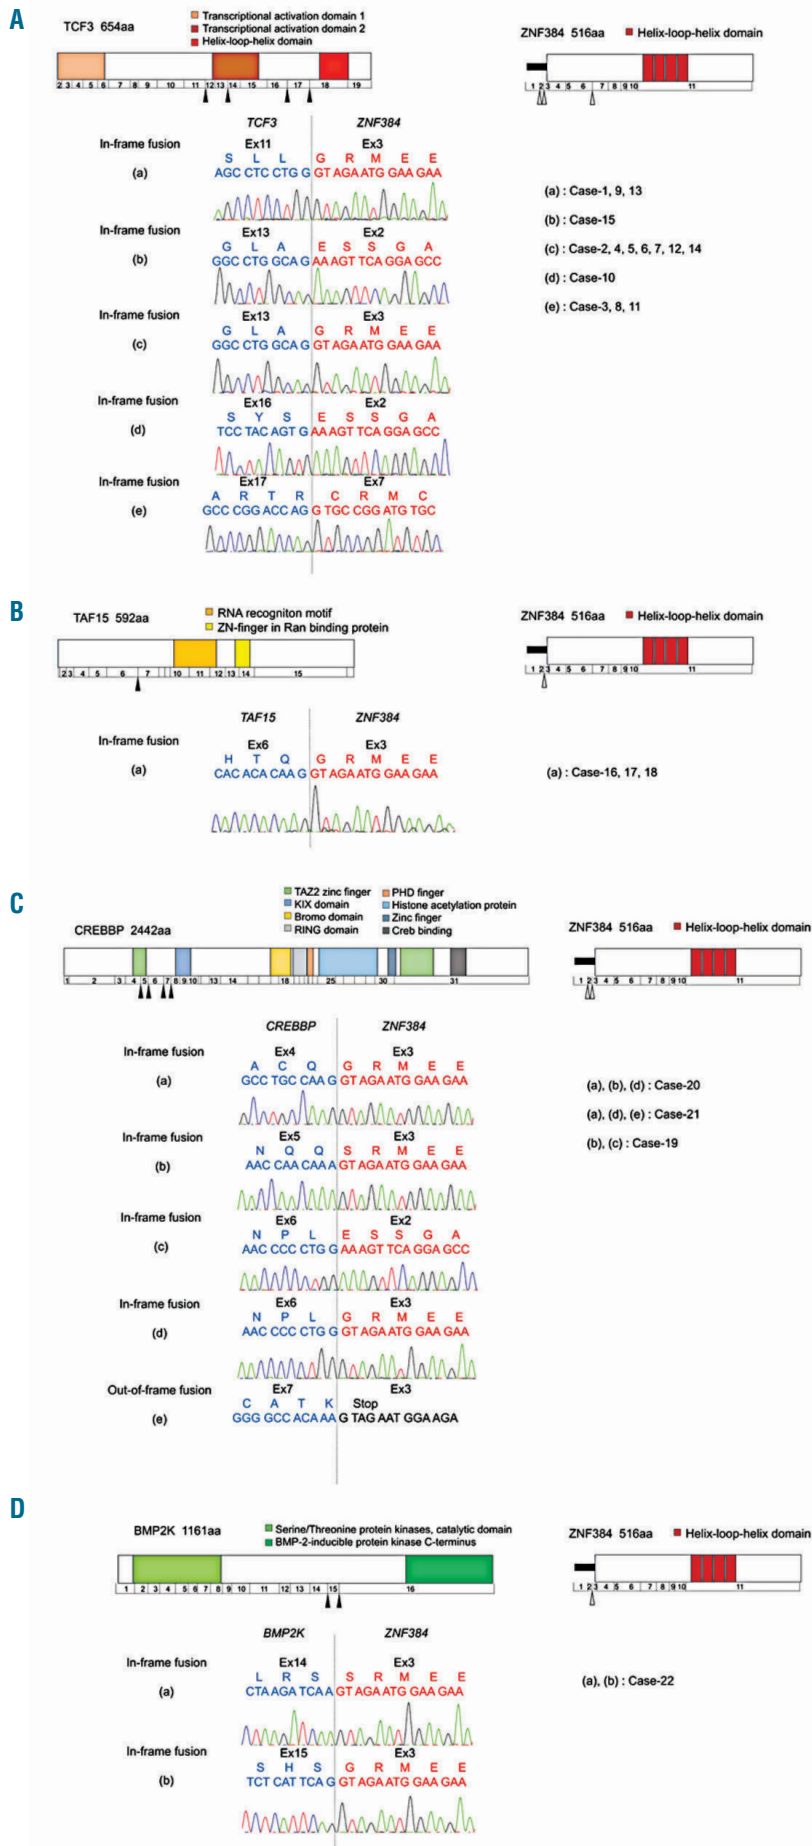 A
TCF3 654aa
Transcriptional activation domain 1
Transcriptional activation domain 2
Helix-loop-helix domain
ZNF384 516aa
Helix-loop-helix domain
2 3 4 5 6 7 8 9 10 11 12 13 14 15 16 17 18 19
1 2 3 4 5 6 7 8 9 10 11
TCF3 ZNF384
In-frame fusion Ex11 Ex3
S L L G R M E E
(a) AGC CTC CTG G GT AGAATG GAA GAA
In-frame fusion Ex13 Ex2
G L A E S S G A
(b) GGC CTG GCA G AA AGT TCA GGA GCC
In-frame fusion Ex13 Ex3
G L A G R M E E
(c) GGC CTG GCA G GT AGAATG GAA GAA
In-frame fusion Ex16 Ex2
S Y S E S S G A
(d) TCC TAC AGT G AA AGT TCA GGA GCC
In-frame fusion Ex17 Ex7
A R T R C R M C
(e) GCC CGG ACC AG G TGC CGG ATG TGC
(a) : Case-1, 9, 13
(b) : Case-15
(c) : Case-2, 4, 5, 6, 7, 12, 14
(d) : Case-10
(e) : Case-3, 8, 11
B
TAF15 592aa
RNA recogniton motif
ZN-finger in Ran binding protein
ZNF384 516aa
Helix-loop-helix domain
2 3 4 5 6 7 10 11 12 13 14 15
1 2 3 4 5 6 7 8 9 10 11
TAF15 ZNF384
In-frame fusion Ex6 Ex3
H T Q G R M E E
(a) CAC ACA CAA G GT AGAATG GAA GAA
(a) : Case-16, 17, 18
C
CREBBP 2442aa
TAZ2 zinc finger
KIX domain
Bromo domain
RING domain
PHD finger
Histone acetylation protein
Zinc finger
Creb binding
ZNF384 516aa
Helix-loop-helix domain
1 2 3 4 5 6 7 8 9 10 13 14 18 25 30 31
1 2 3 4 5 6 7 8 9 10 11
CREBBP ZNF384
In-frame fusion Ex4 Ex3
A C Q G R M E E
(a) GCC TGC CAA G GT AGAATG GAA GAA
In-frame fusion Ex5 Ex3
N Q Q S R M E E
(b) AAC CAA CAA A GT AGAATG GAA GAA
In-frame fusion Ex6 Ex2
N P L E S S G A
(c) AAC CCC CTG G AA AGT TCA GGA GCC
In-frame fusion Ex6 Ex3
N P L G R M E E
(d) AAC CCC CTG G GT AGAATG GAA GAA
Out-of-frame fusion Ex7 Ex3
C A T K Stop
(e) GGG GCC ACA AA G TAG AAT GGA AGA
(a), (b), (d) : Case-20
(a), (d), (e) : Case-21
(b), (c) : Case-19
D
BMP2K 1161aa
Serine/Threonine protein kinases, catalytic domain
BMP-2-inducible protein kinase C-terminus
ZNF384 516aa
Helix-loop-helix domain
1 2 3 4 5 6 7 8 9 10 11 12 13 14 15 16
1 2 3 4 5 6 7 8 9 10 11
BMP2K ZNF384
In-frame fusion Ex14 Ex3
L R S S R M E E
(a) CTA AGA TCA A GT AGAATG GAA GAA
In-frame fusion Ex15 Ex3
S H S G R M E E
(b) TCT CAT TCA G GT AGAATG GAA GAA
(a), (b) : Case-22